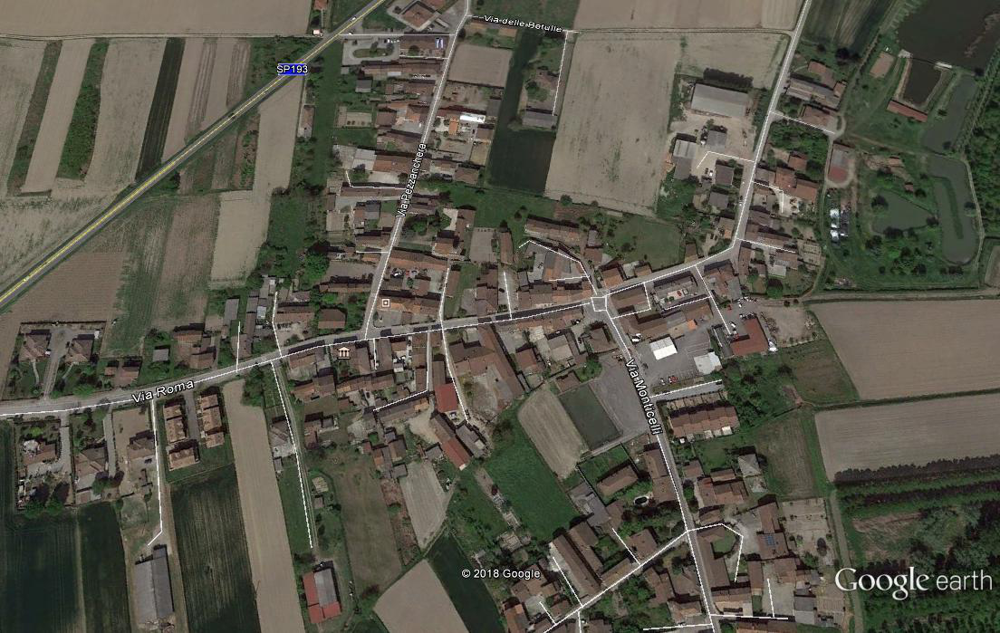 Via delle Betulle
SP193
Via Pezzanchera
Via Roma
Via Monticelli
© 2018 Google
Google earth